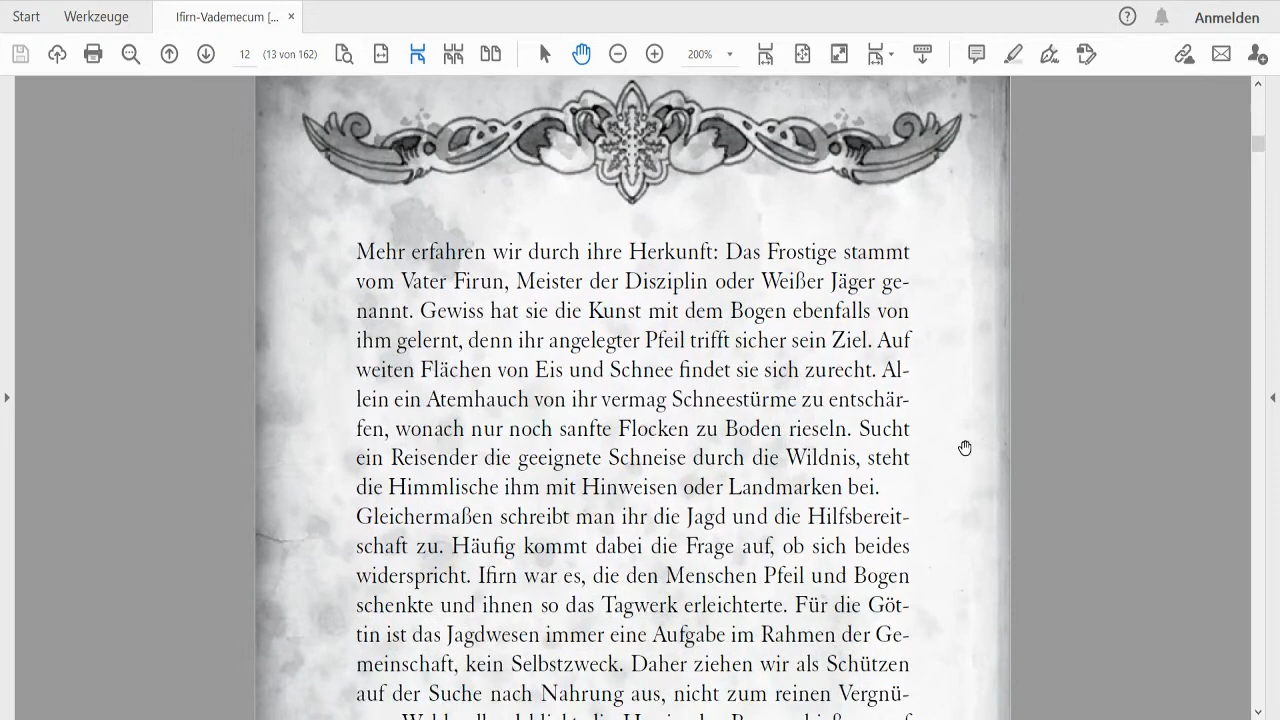 Start
Werkzeuge
Ifirn-Vademecum [...
×
Anmelden
12
(13 von 162)
200%
Mehr erfahren wir durch ihre Herkunft: Das Frostige stammt
vom Vater Firun, Meister der Disziplin oder Weißer Jäger ge-
nannt. Gewiss hat sie die Kunst mit dem Bogen ebenfalls von
ihm gelernt, denn ihr angelegter Pfeil trifft sicher sein Ziel. Auf
weiten Flächen von Eis und Schnee findet sie sich zurecht. Al-
lein ein Atemhauch von ihr vermag Schneestürme zu entschär-
fen, wonach nur noch sanfte Flocken zu Boden rieseln. Sucht
ein Reisender die geeignete Schneise durch die Wildnis, steht
die Himmlische ihm mit Hinweisen oder Landmarken bei.
Gleichermaßen schreibt man ihr die Jagd und die Hilfsbereit-
schaft zu. Häufig kommt dabei die Frage auf, ob sich beides
widerspricht. Ifirn war es, die den Menschen Pfeil und Bogen
schenkte und ihnen so das Tagwerk erleichterte. Für die Göt-
tin ist das Jagdwesen immer eine Aufgabe im Rahmen der Ge-
meinschaft, kein Selbstzweck. Daher ziehen wir als Schützen
auf der Suche nach Nahrung aus, nicht zum reinen Vergnü-